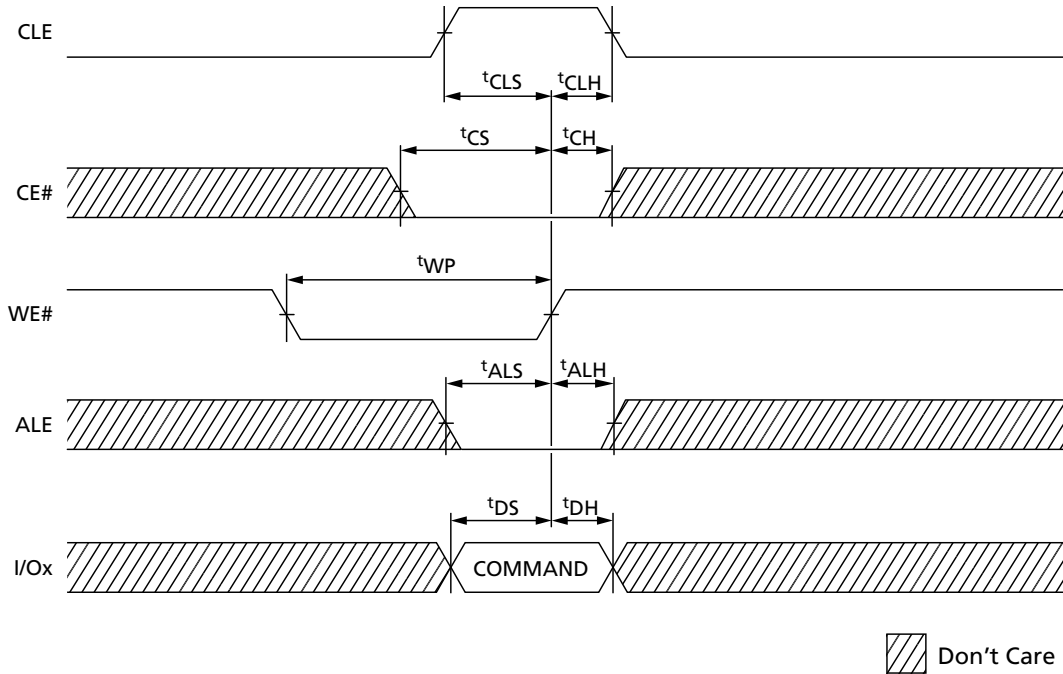 CLE
tCLS tCLH
tCS tCH
CE#
tWP
WE#
tALS tALH
ALE
tDS tDH
I/Ox COMMAND
Don't Care